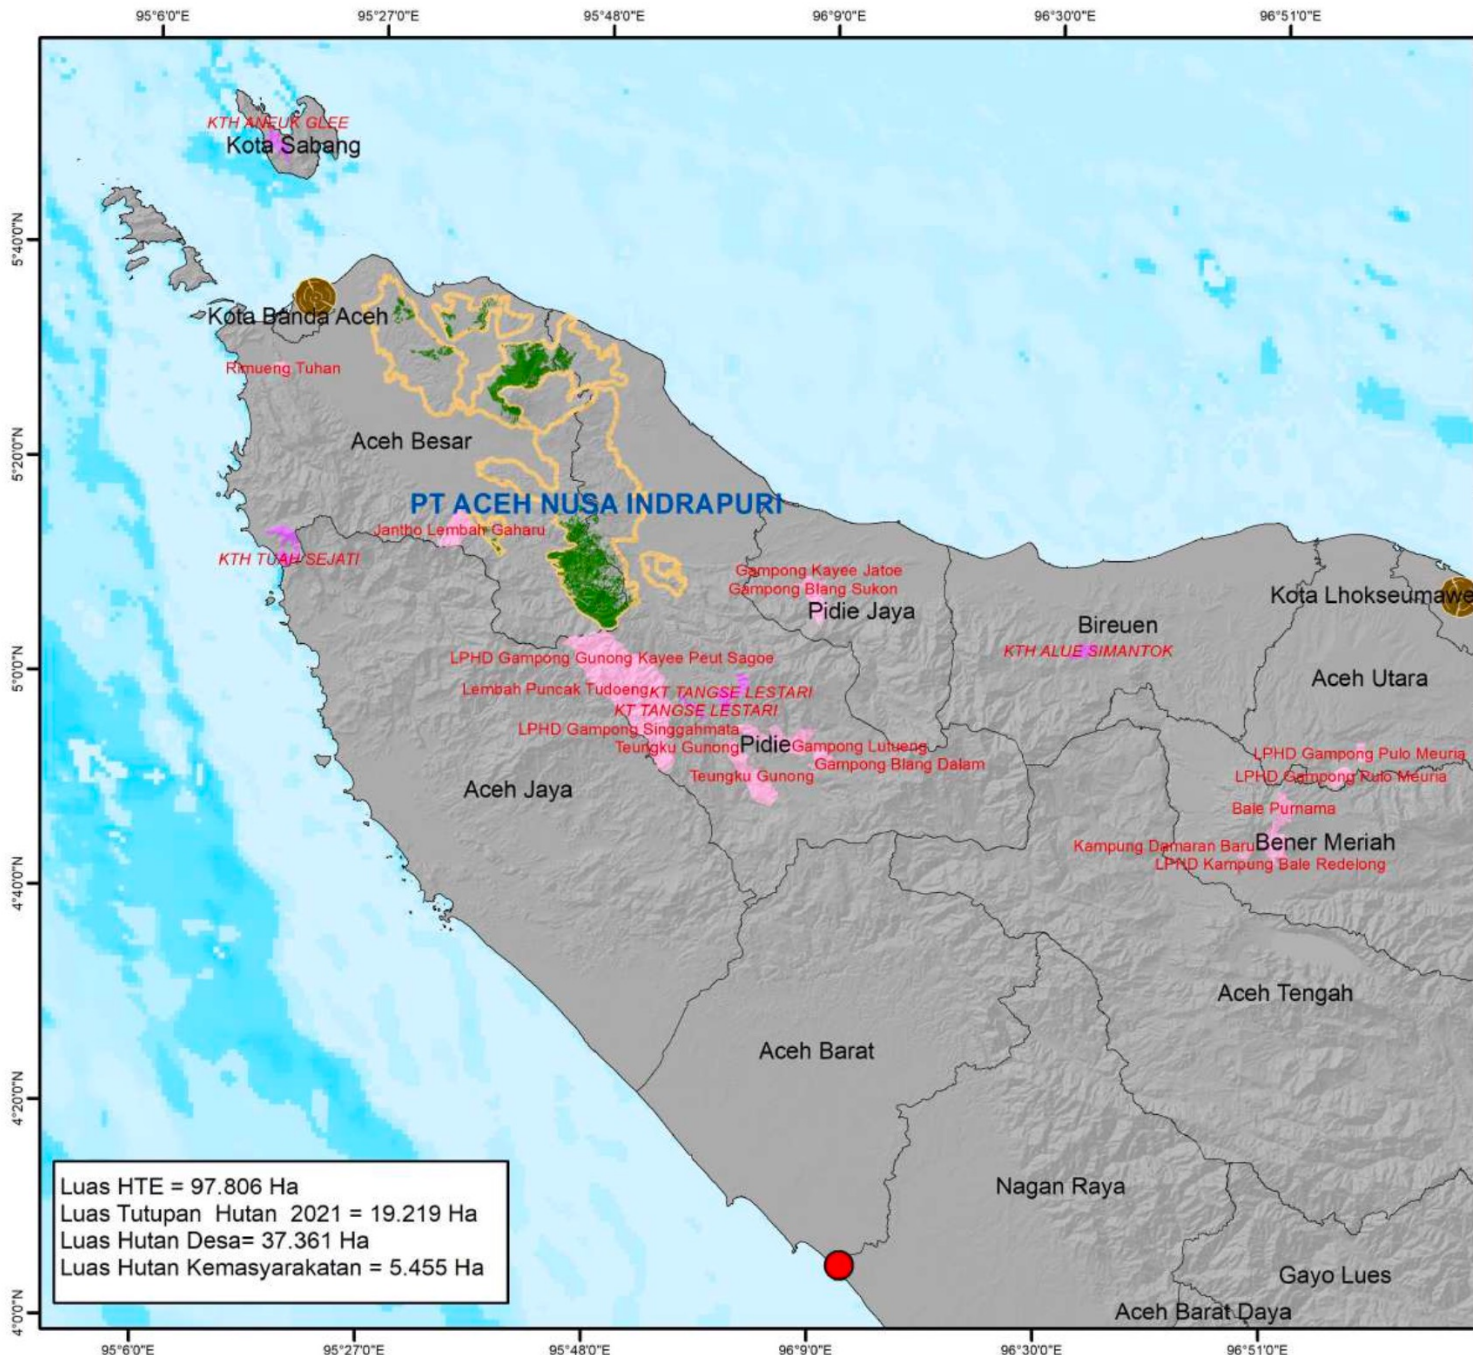 95°6'0"E 95°27'0"E 95°48'0"E 96°9'0"E 96°30'0"E 96°51'0"E
5°40'0"N
5°20'0"N
5°0'0"N
4°40'0"N
4°20'0"N
4°0'0"N
KTH ANEUK GLEE
Kota Sabang
Kota Banda Aceh
Rimueng Tuhan
Aceh Besar
PT ACEH NUSA INDRAPURI
Jantho Lembah Gaharu
KTH TUAH SEJATI
Gampong Kayee Jatoe
Gampong Blang Sukon
Pidie Jaya
Kota Lhokseumawe
Bireuen
KTH ALUE SIMANTOK
Aceh Utara
LPHD Gampong Gunong Kayee Peut Sagoe
Lembah Puncak Tudoeng
KT TANGSE LESTARI
KT TANGSE LESTARI
LPHD Gampong Singgahmata
Teungku Gunong
Pidie
Gampong Lutueng
Gampong Blang Dalam
Teungku Gunong
Aceh Jaya
LPHD Gampong Pulo Meuria
LPHD Gampong Pulo Meuria
Bale Purnama
Kampung Damaran Baru
Bener Meriah
LPHD Kampung Bale Redelong
Aceh Tengah
Aceh Barat
Nagan Raya
Gayo Lues
Aceh Barat Daya
Luas HTE = 97.806 Ha
Luas Tutupan Hutan 2021 = 19.219 Ha
Luas Hutan Desa= 37.361 Ha
Luas Hutan Kemasyarakatan = 5.455 Ha
95°6'0"E 95°27'0"E 95°48'0"E 96°9'0"E 96°30'0"E 96°51'0"E